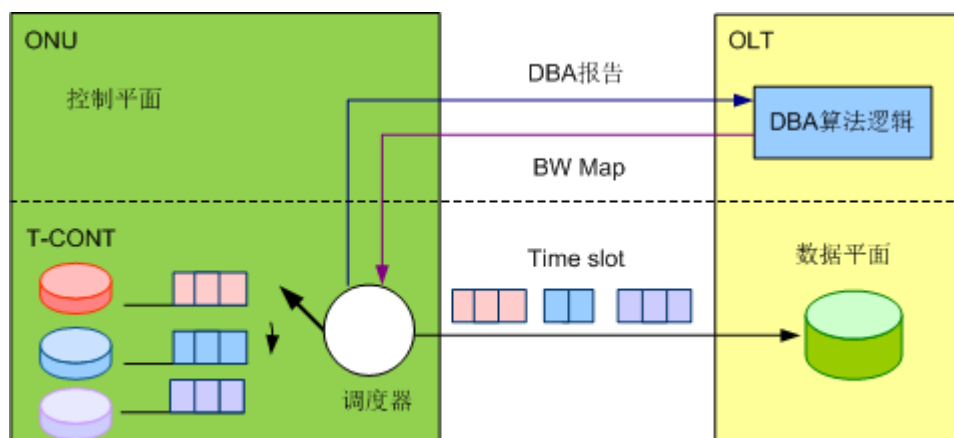 ONU
OLT
控制平面
DBA报告
DBA算法逻辑
BW Map
T-CONT
Time slot
数据平面
调度器